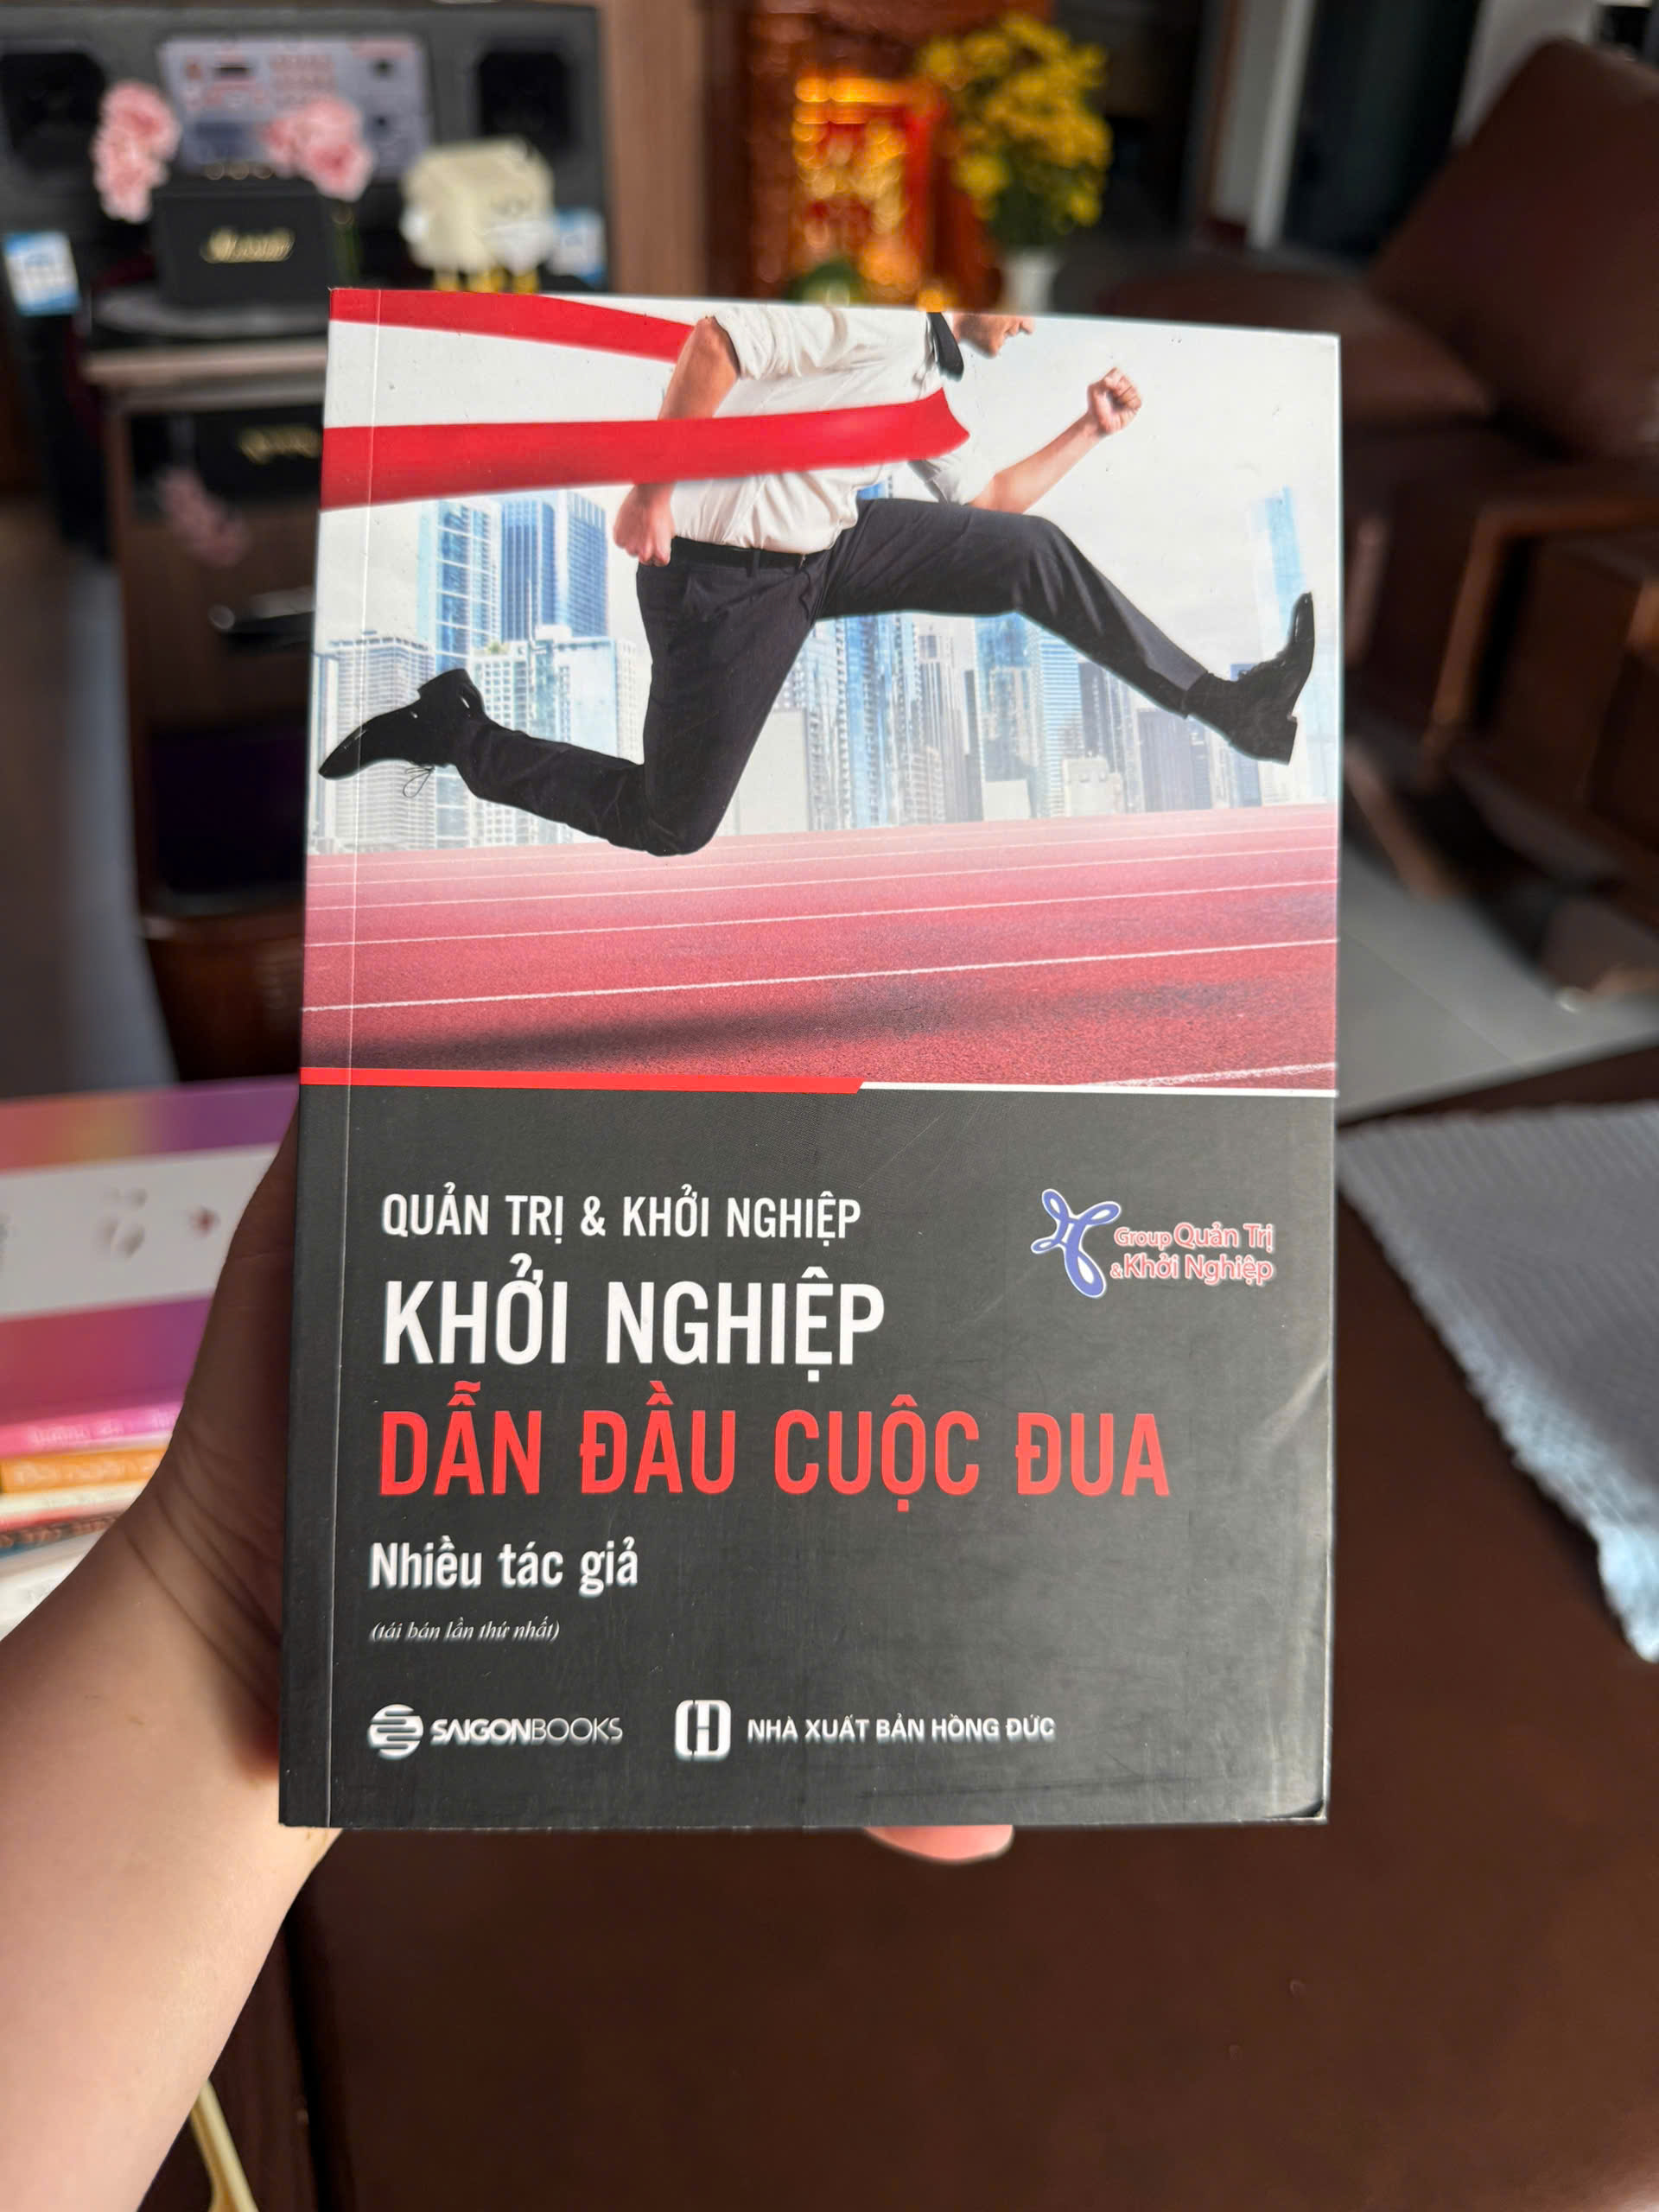 Marshall
QUẢN TRỊ & KHỞI NGHIỆP
Group Quản Trị
& Khởi Nghiệp
KHỞI NGHIỆP
DẪN ĐẦU CUỘC ĐUA
Nhiều tác giả
(tái bản lần thứ nhất)
SAIGONBOOKS
NHÀ XUẤT BẢN HỒNG ĐỨC